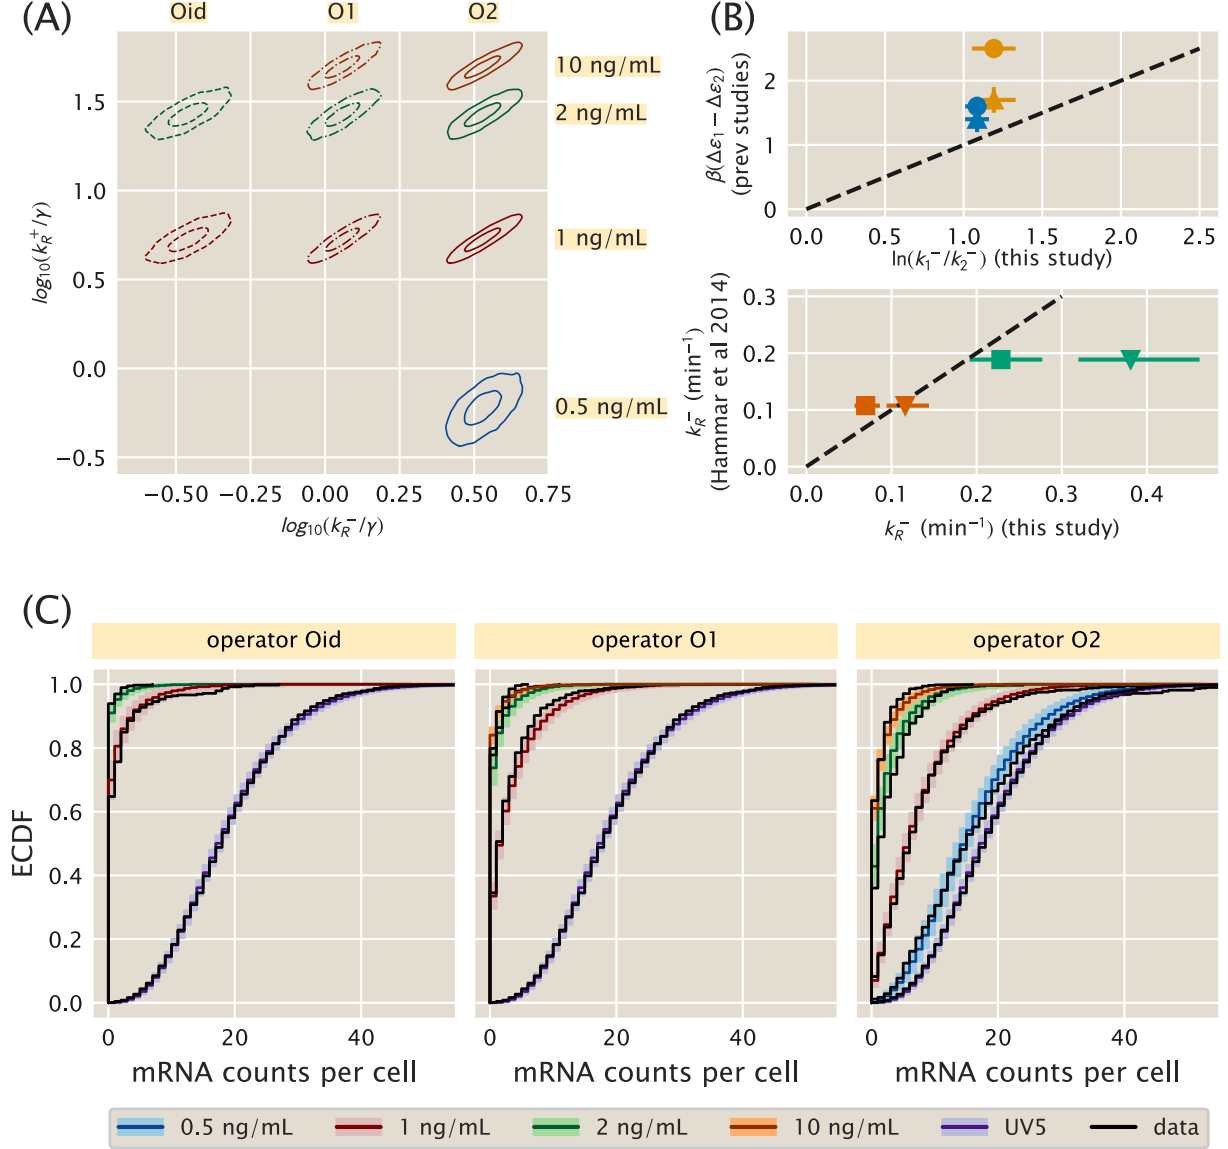 (A)
Oid
O1
O2
10 ng/mL
2 ng/mL
1 ng/mL
0.5 ng/mL
1.5
1.0
0.5
0.0
−0.5
log₁₀(k_R⁺/γ)
−0.50
−0.25
0.00
0.25
0.50
0.75
log₁₀(k_R⁻/γ)
(B)
2
1
0
β(Δε₁ − Δε₂)
(prev studies)
0.0
0.5
1.0
1.5
2.0
2.5
ln(k₁⁻/k₂⁻) (this study)
0.3
0.2
0.1
0.0
k_R⁻ (min⁻¹)
(Hammar et al 2014)
0.0
0.1
0.2
0.3
0.4
k_R⁻ (min⁻¹) (this study)
(C)
operator Oid
operator O1
operator O2
ECDF
1.0
0.8
0.6
0.4
0.2
0.0
0
20
40
0
20
40
0
20
40
mRNA counts per cell
mRNA counts per cell
mRNA counts per cell
0.5 ng/mL
1 ng/mL
2 ng/mL
10 ng/mL
UV5
data